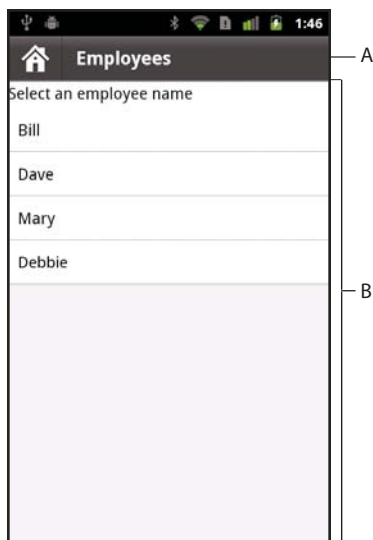 1:46
Employees
A
Select an employee name
Bill
Dave
Mary
Debbie
B